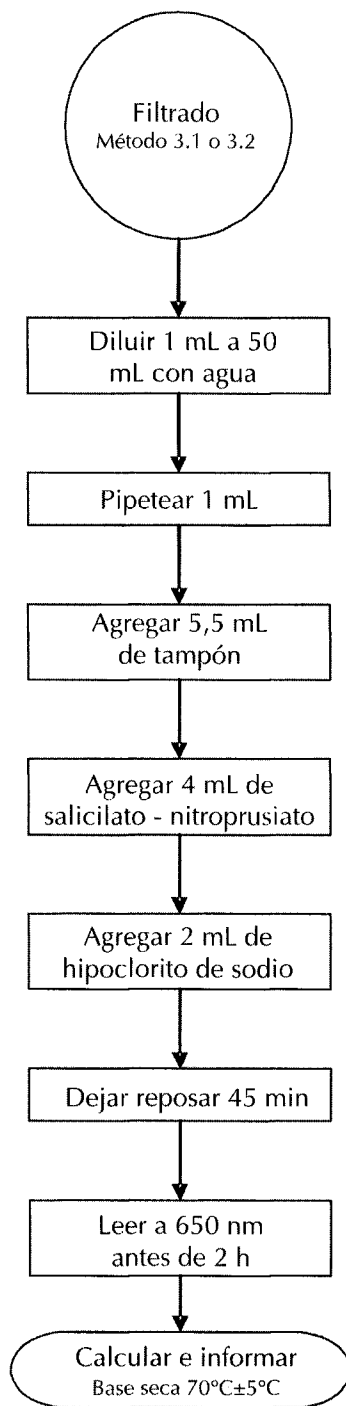 Filtrado
Método 3.1 o 3.2
Diluir 1 mL a 50
mL con agua
Pipetear 1 mL
Agregar 5,5 mL
de tampón
Agregar 4 mL de
salicilato - nitroprusiato
Agregar 2 mL de
hipoclorito de sodio
Dejar reposar 45 min
Leer a 650 nm
antes de 2 h
Calcular e informar
Base seca 70°C±5°C